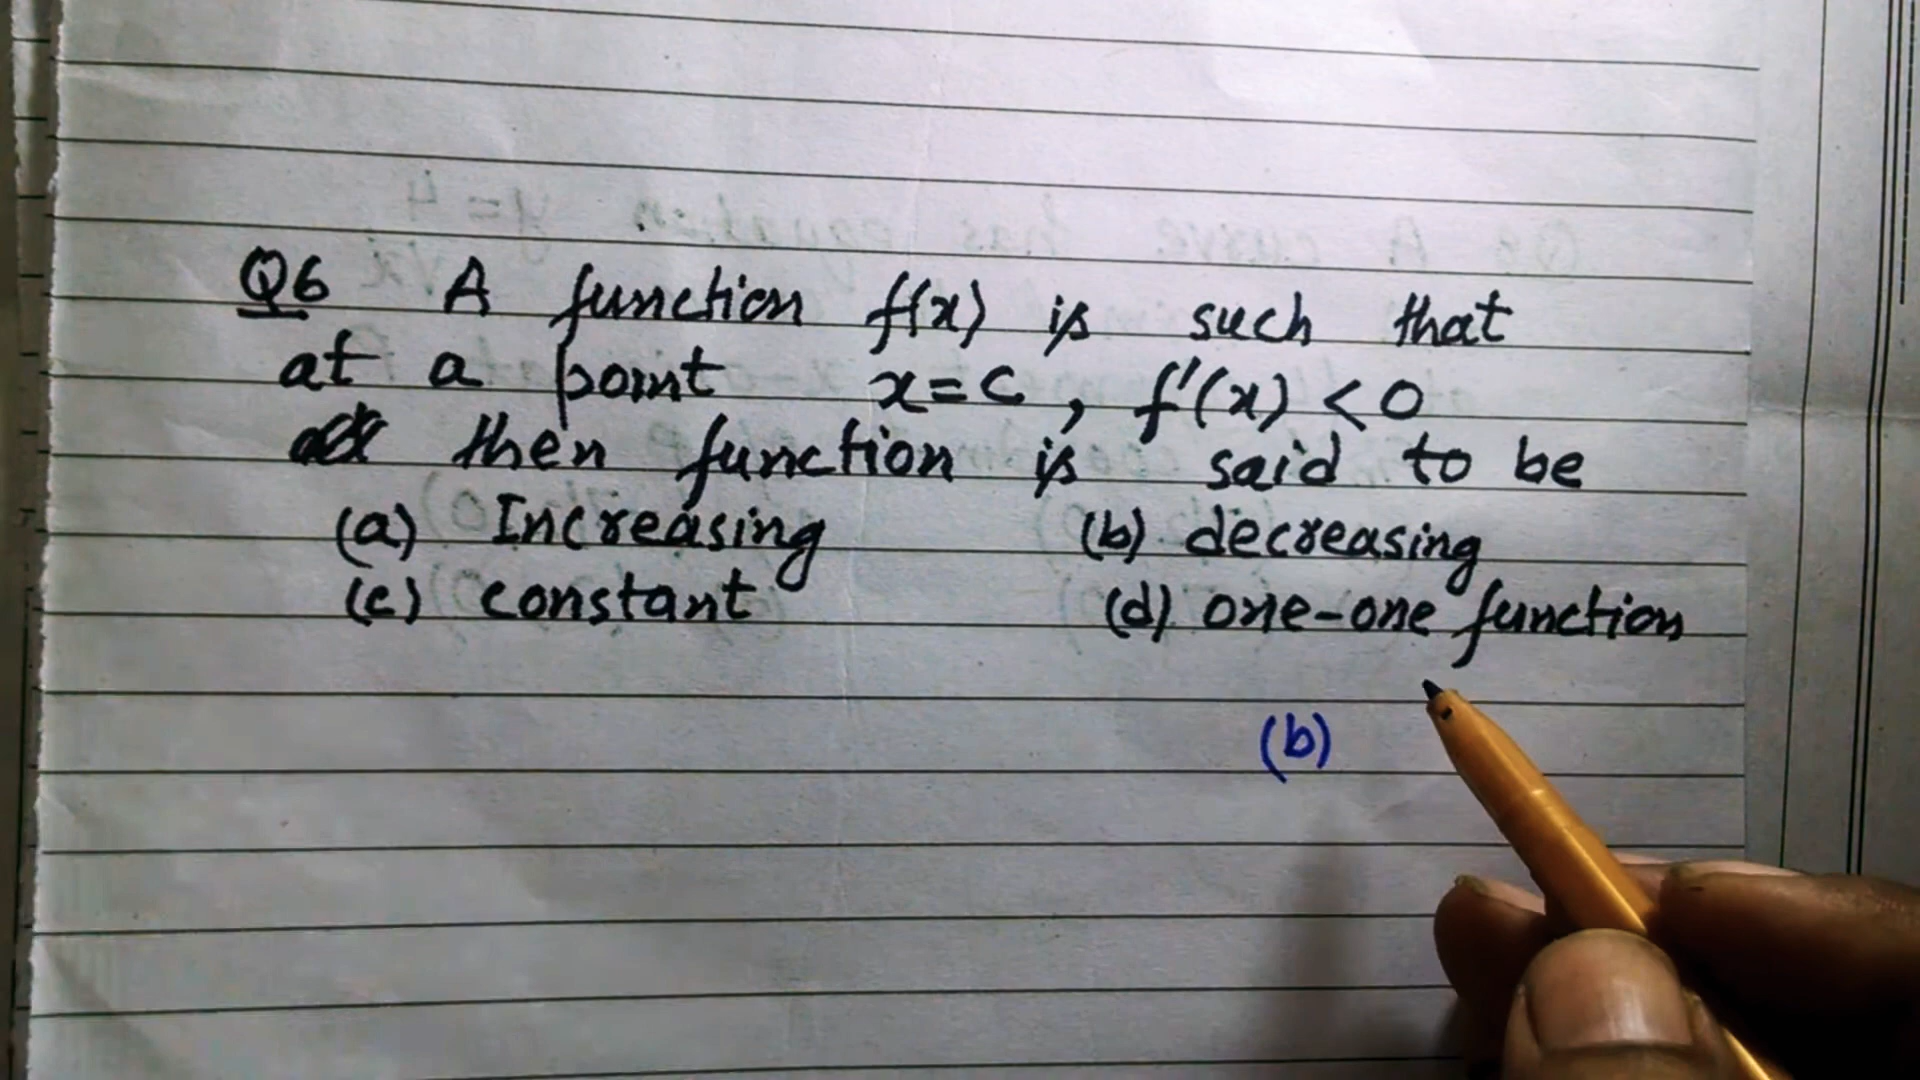 Q6 A function f(x) is such that
at a point x=c, f'(x) <0
then function is said to be
(a) Increasing (b) decreasing
(c) constant (d) one-one function
(b)